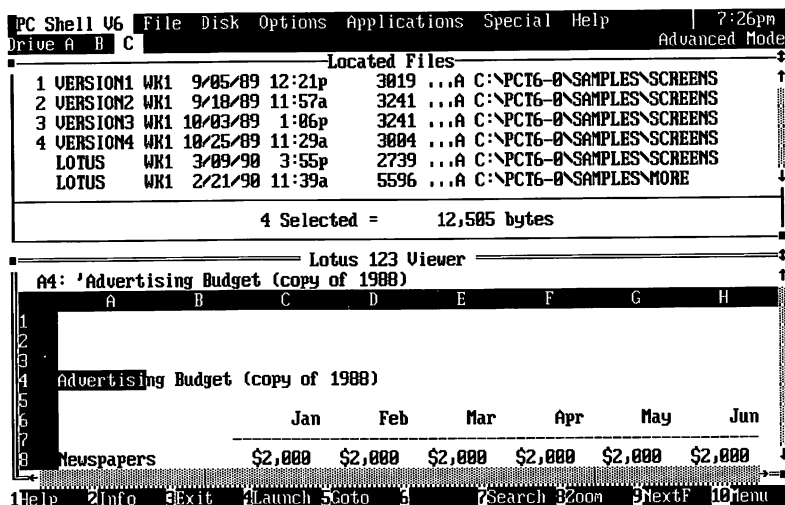 PC Shell V6 File Disk Options Applications Special Help 7:26pm
Drive A B C Advanced Mode
Located Files
1 VERSION1 WK1 9/05/89 12:21p 3019 ...A C:\PCT6-0\SAMPLES\SCREENS
2 VERSION2 WK1 9/18/89 11:57a 3241 ...A C:\PCT6-0\SAMPLES\SCREENS
3 VERSION3 WK1 10/03/89 1:06p 3241 ...A C:\PCT6-0\SAMPLES\SCREENS
4 VERSION4 WK1 10/25/89 11:29a 3004 ...A C:\PCT6-0\SAMPLES\SCREENS
LOTUS WK1 3/09/90 3:55p 2739 ...A C:\PCT6-0\SAMPLES\SCREENS
LOTUS WK1 2/21/90 11:39a 5596 ...A C:\PCT6-0\SAMPLES\MORE
4 Selected = 12,505 bytes
Lotus 123 Viewer
A4: 'Advertising Budget (copy of 1988)
A B C D E F G H
1
2
3
4 Advertising Budget (copy of 1988)
5
6 Jan Feb Mar Apr May Jun
7 --------------------------------------------------------------
8 Newspapers $2,000 $2,000 $2,000 $2,000 $2,000 $2,000
1Help 2Info 3Exit 4Launch 5Goto 6 7Search 8Zoom 9NextF 10Menu